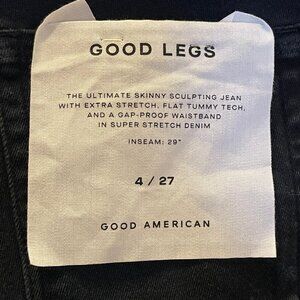 GOOD LEGS
THE ULTIMATE SKINNY SCULPTING JEAN
WITH EXTRA STRETCH, FLAT TUMMY TECH,
AND A GAP-PROOF WAISTBAND
IN SUPER STRETCH DENIM
INSEAM: 29"
4 / 27
GOOD AMERICAN